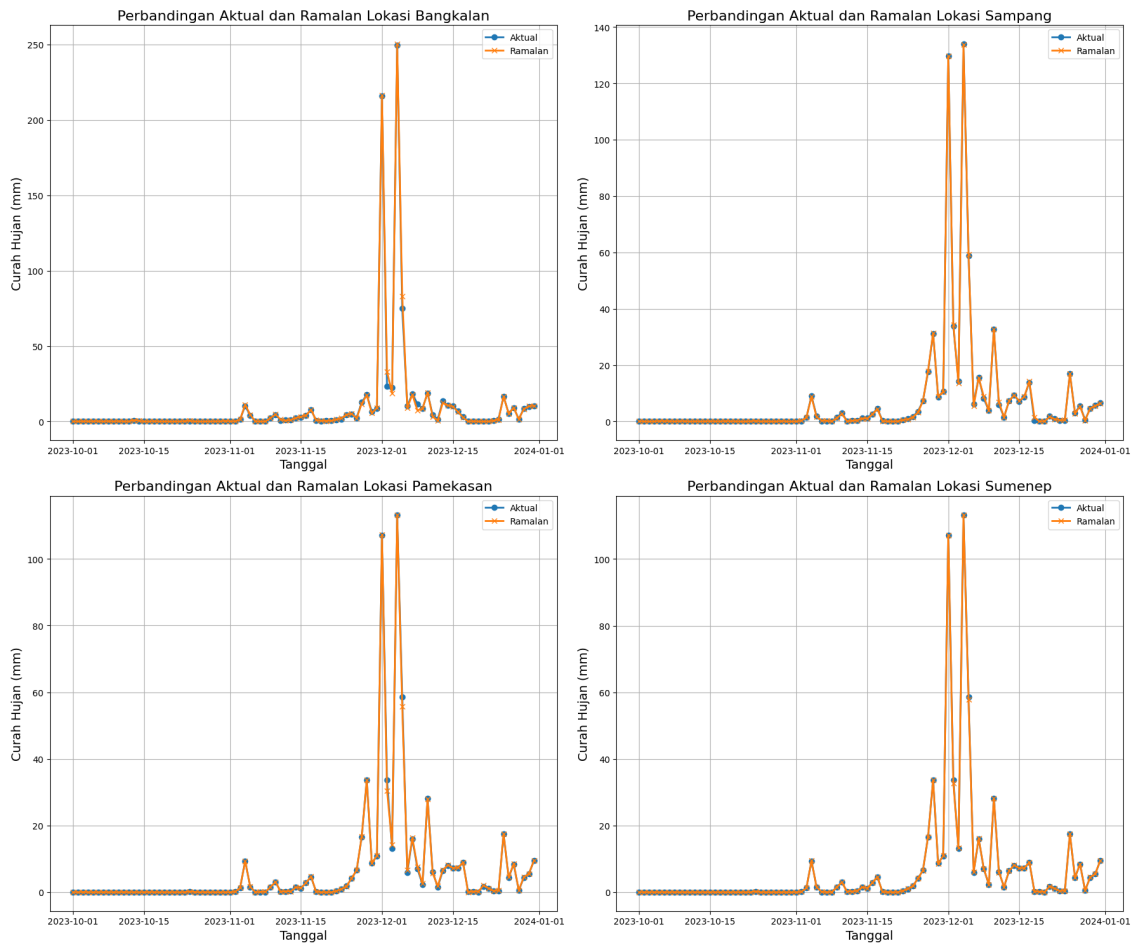 Perbandingan Aktual dan Ramalan Lokasi Bangkalan
Aktual
Ramalan
250
200
150
100
50
0
Curah Hujan (mm)
2023-10-01 2023-10-15 2023-11-01 2023-11-15 2023-12-01 2023-12-15 2024-01-01
Tanggal
Perbandingan Aktual dan Ramalan Lokasi Sampang
Aktual
Ramalan
140
120
100
80
60
40
20
0
Curah Hujan (mm)
2023-10-01 2023-10-15 2023-11-01 2023-11-15 2023-12-01 2023-12-15 2024-01-01
Tanggal
Perbandingan Aktual dan Ramalan Lokasi Pamekasan
Aktual
Ramalan
100
80
60
40
20
0
Curah Hujan (mm)
2023-10-01 2023-10-15 2023-11-01 2023-11-15 2023-12-01 2023-12-15 2024-01-01
Tanggal
Perbandingan Aktual dan Ramalan Lokasi Sumenep
Aktual
Ramalan
100
80
60
40
20
0
Curah Hujan (mm)
2023-10-01 2023-10-15 2023-11-01 2023-11-15 2023-12-01 2023-12-15 2024-01-01
Tanggal